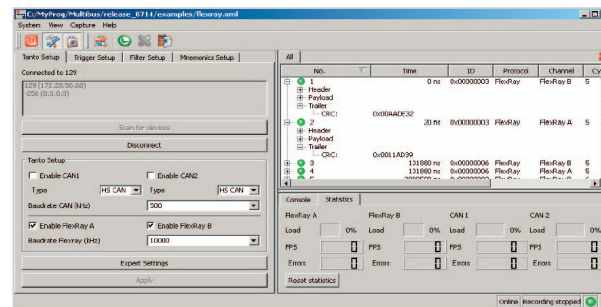 C:/MyProg/Multibus/release_0714/examples/flexray.xml
System View Capture Help
Tanto Setup Trigger Setup Filter Setup Mnemonics Setup
Connected to 129
129 (172.28.56.68)
-256 (0.0.0.0)
Scan for devices
Disconnect
Tanto Setup
Enable CAN1 Enable CAN2
Type HS CAN Type HS CAN
Baudrate CAN (kHz) 500
Enable FlexRay A Enable FlexRay B
Baudrate Flexray (kHz) 10000
Expert Settings
Apply
All
No. Time ID Protocol Channel Cy
1 0 ns 0x00000003 FlexRay FlexRay B 5
Header
Payload
Trailer
CRC: 0x00AADE32
2 20 ns 0x00000003 FlexRay FlexRay A 5
Header
Payload
Trailer
CRC: 0x0011AD39
3 131860 ns 0x00000006 FlexRay FlexRay B 5
4 131880 ns 0x00000006 FlexRay FlexRay A 5
Console Statistics
FlexRay A FlexRay B CAN 1 CAN 2
Load 0% Load 0% Load 0% Load 0%
FPS 0 FPS 0 FPS 0 FPS 0
Errors 0 Errors 0 Errors 0 Errors 0
Reset statistics
Online Recording stopped